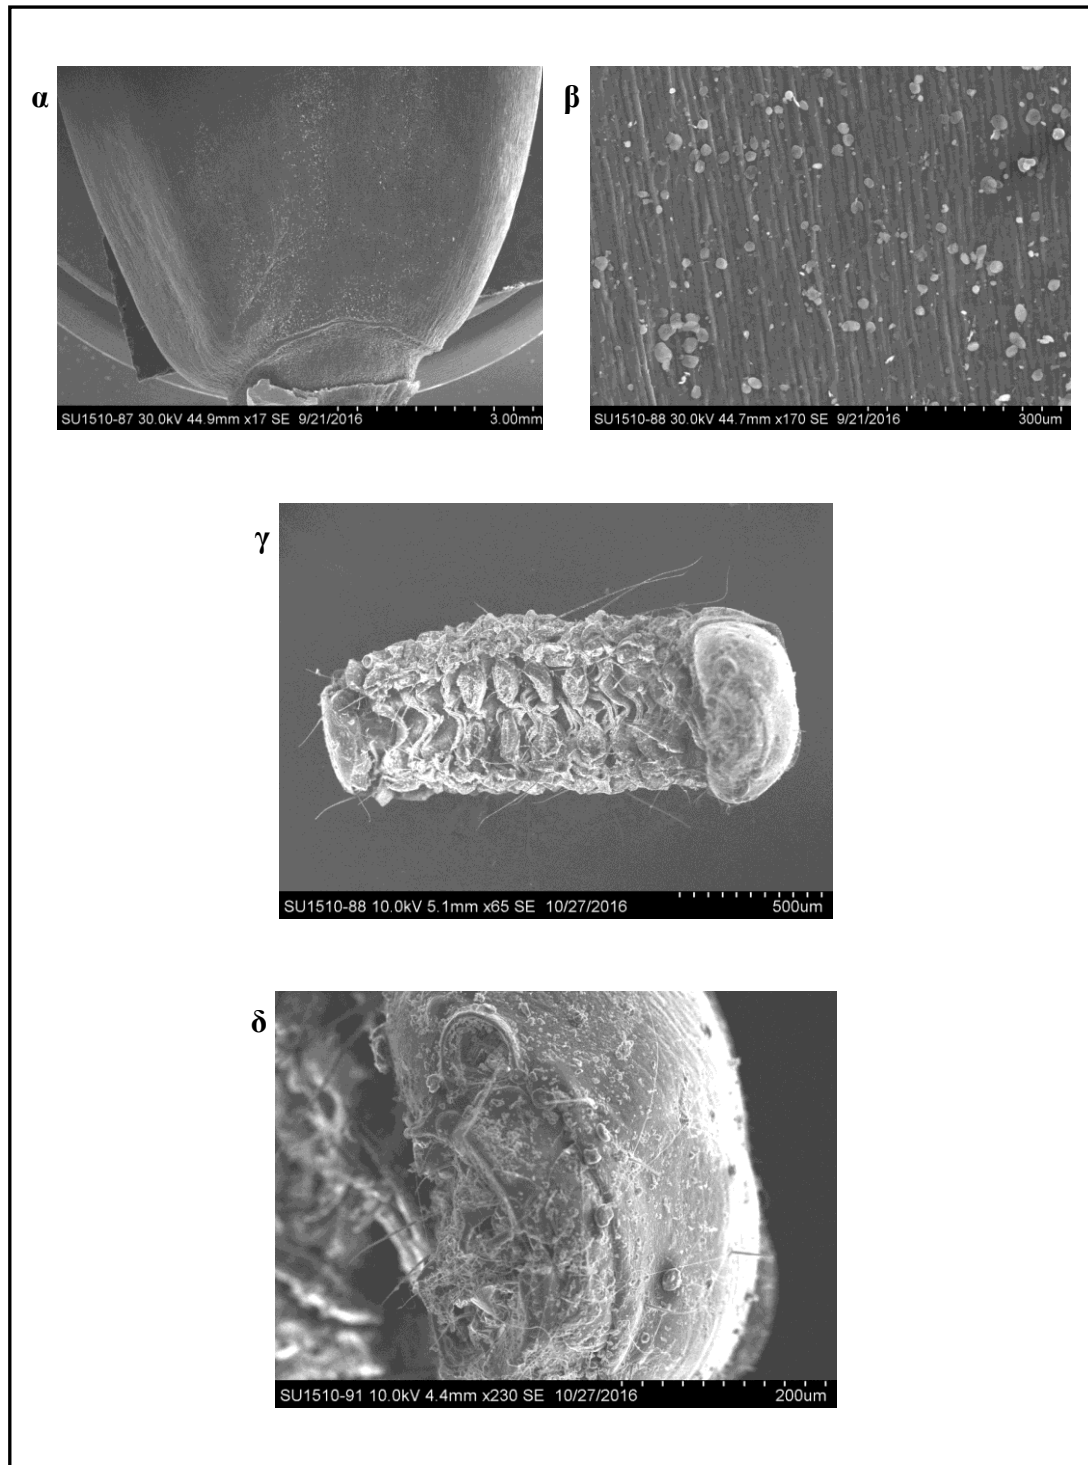 α
β
SU1510-87 30.0kV 44.9mm x17 SE 9/21/2016 3.00mm
SU1510-88 30.0kV 44.7mm x170 SE 9/21/2016 300um
γ
SU1510-88 10.0kV 5.1mm x65 SE 10/27/2016 500um
δ
SU1510-91 10.0kV 4.4mm x230 SE 10/27/2016 200um